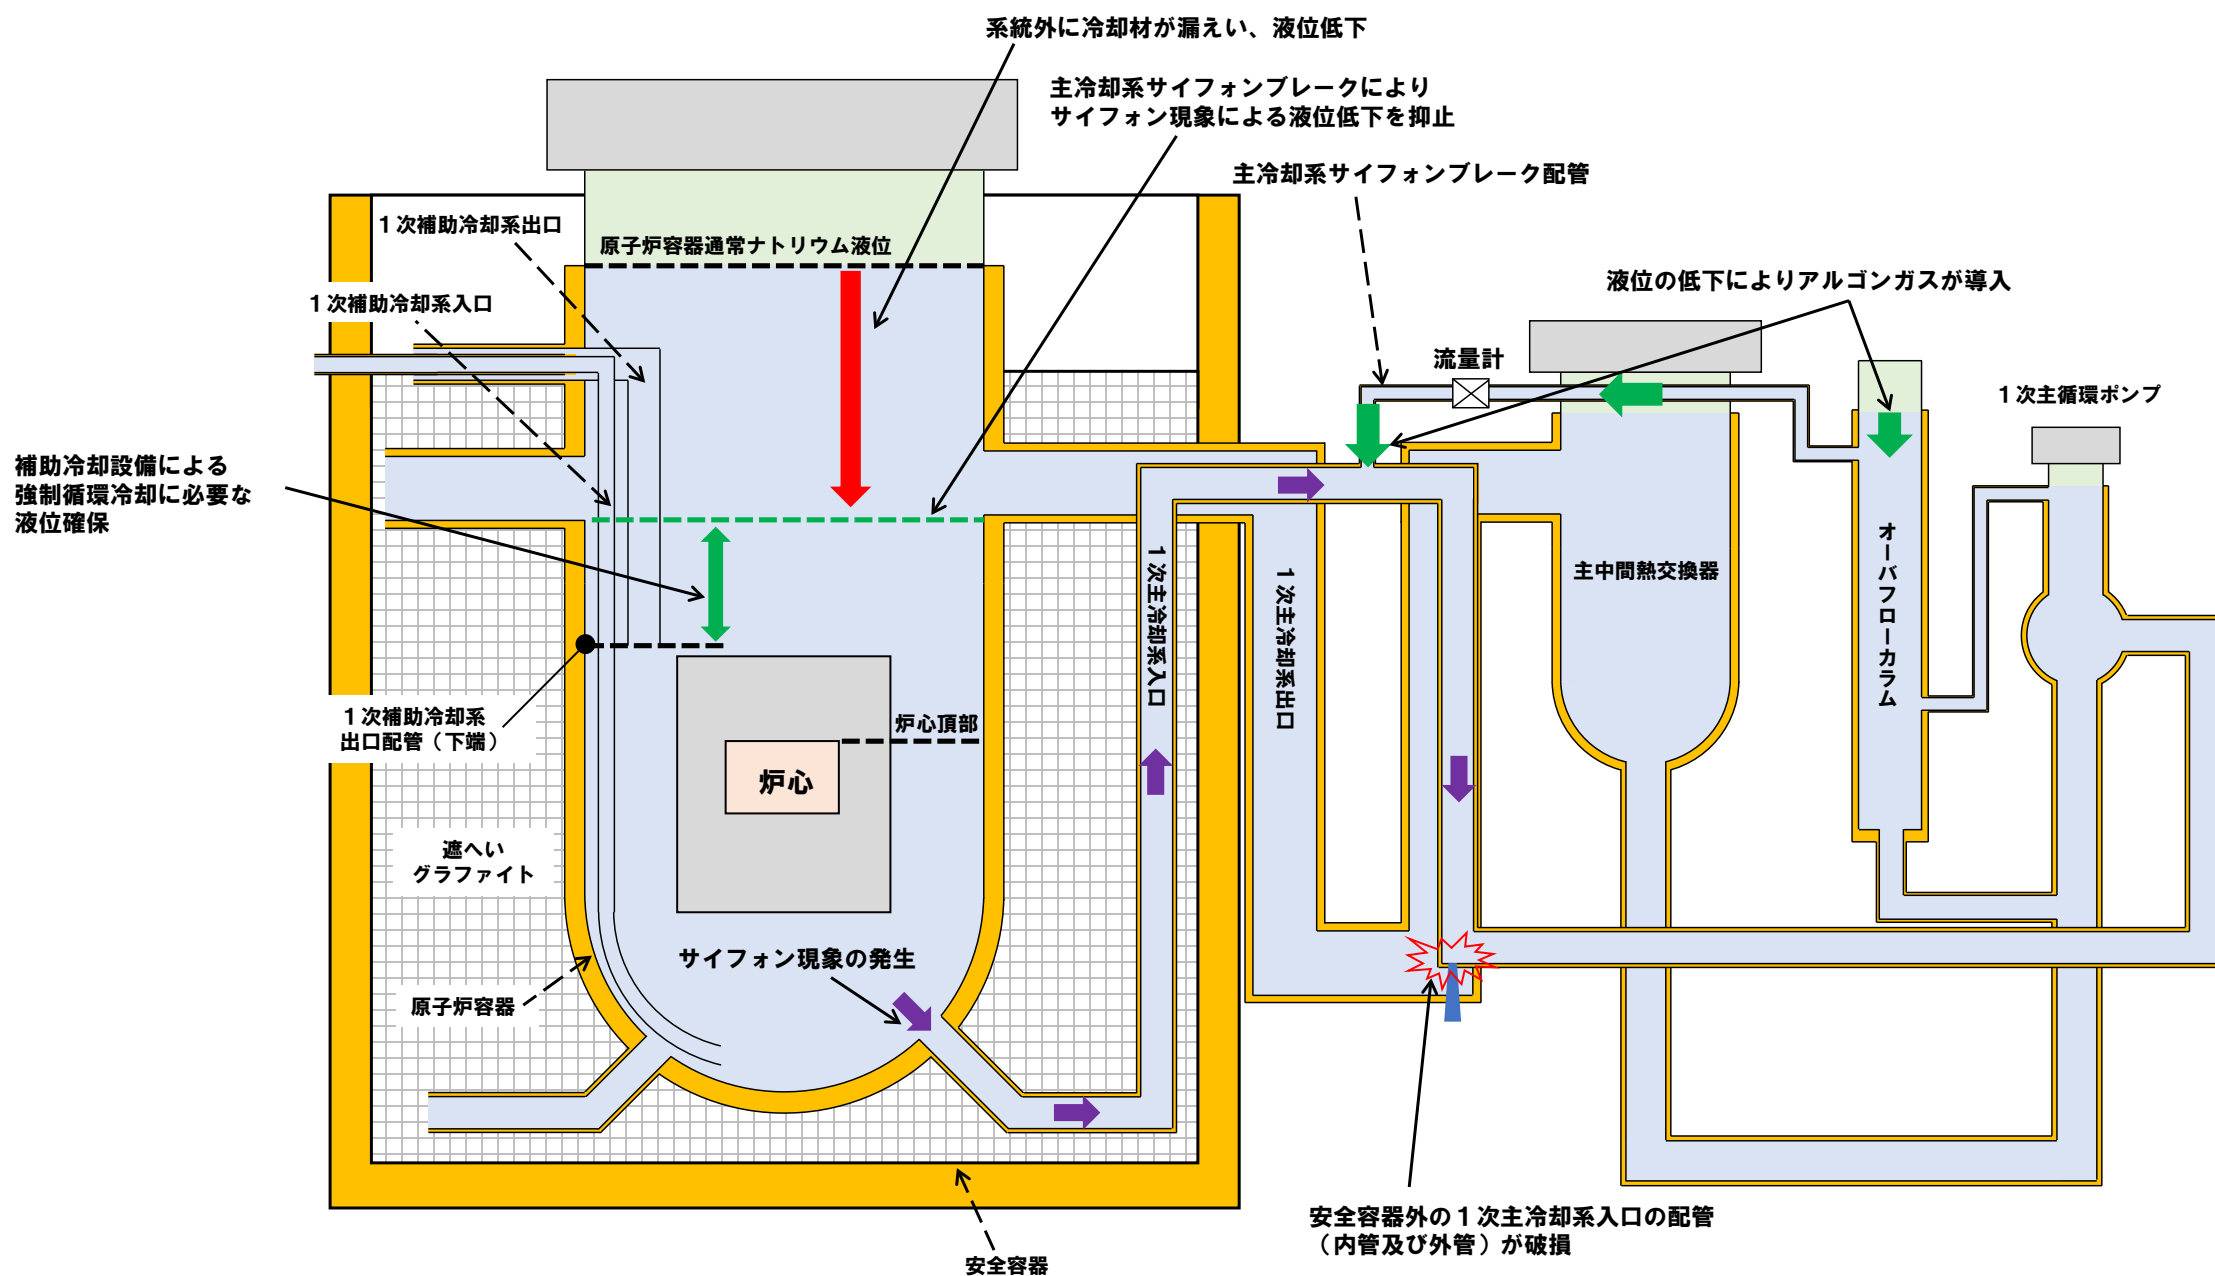 系統外に冷却材が漏えい、液位低下
主冷却系サイフォンブレークにより
サイフォン現象による液位低下を抑止
主冷却系サイフォンブレーク配管
１次補助冷却系出口
原子炉容器通常ナトリウム液位
１次補助冷却系入口
液位の低下によりアルゴンガスが導入
流量計
１次主循環ポンプ
補助冷却設備による
強制循環冷却に必要な
液位確保
１次主冷却系入口
１次主冷却系出口
主中間熱交換器
オーバフローカラム
１次補助冷却系
出口配管（下端）
炉心頂部
炉心
遮へい
グラファイト
サイフォン現象の発生
原子炉容器
安全容器外の１次主冷却系入口の配管
（内管及び外管）が破損
安全容器